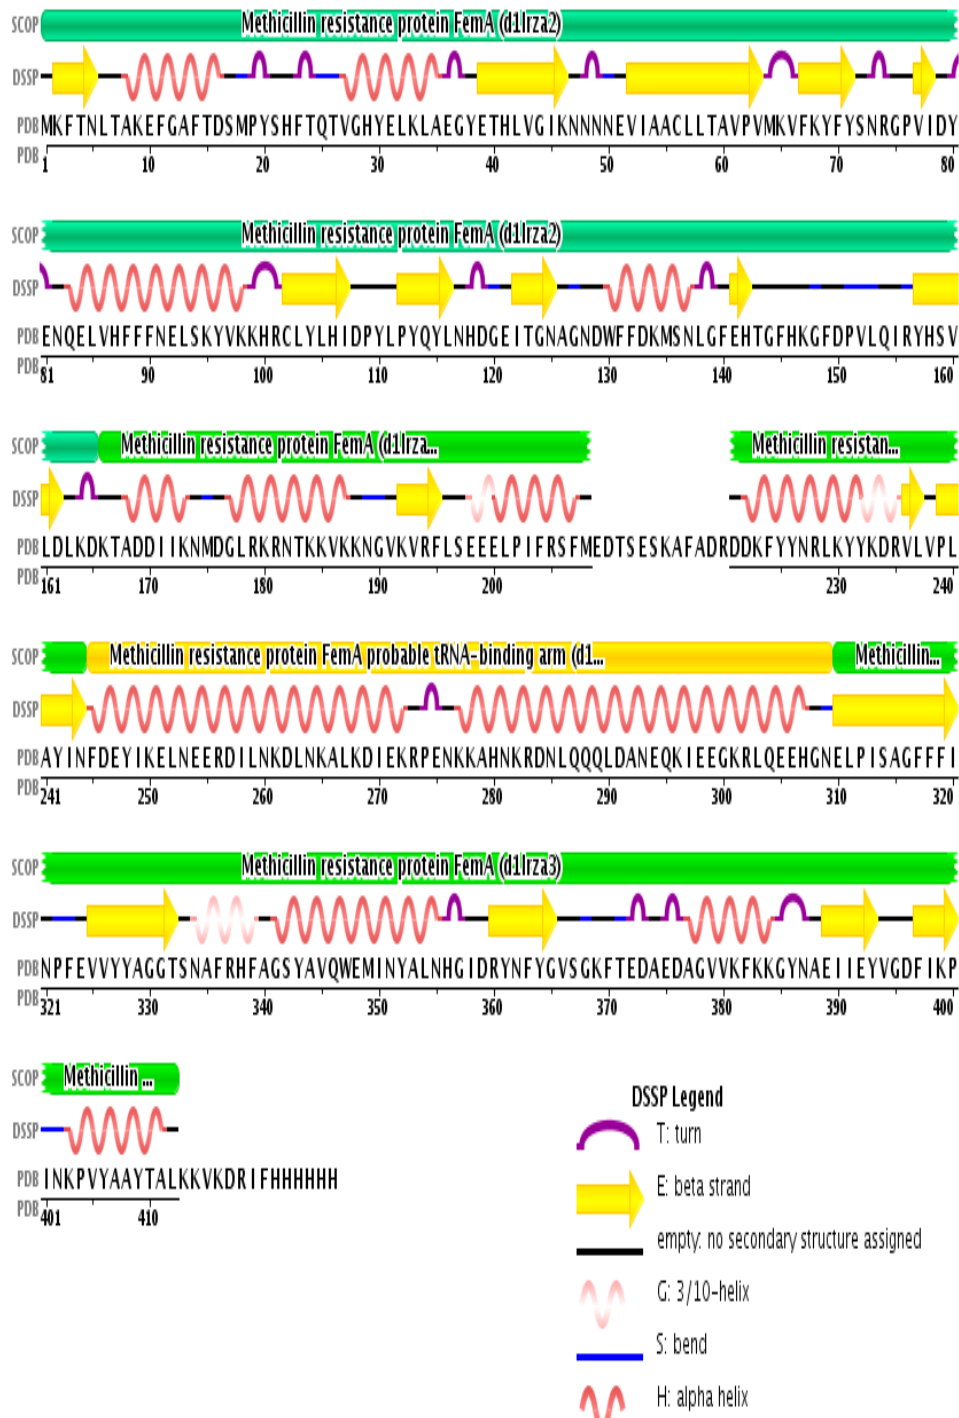 SCOP Methicillin resistance protein FemA (d1lrza2)
DSSP
PDB MKFTNLTAKEFGAFTDSMPYSHFTQTVGHYELKLAEGYETHLVGIKNNNNEVIAACLLTAVPVMKVFKYFYSNRGPVIDY
PDB 1 10 20 30 40 50 60 70 80
SCOP Methicillin resistance protein FemA (d1lrza2)
DSSP
PDB ENQELVHFFFNELSKYVKKHRCLYLHIDPYLPYQYLNHDGEITGNAGNDWFFDKMSNLGFEHTGFHKGFDPVLQIRYHSV
PDB 81 90 100 110 120 130 140 150 160
SCOP Methicillin resistance protein FemA (d1lrza... Methicillin resistan...
DSSP
PDB LDLKDKTADDIIKNMDGLRKRNTKKVKKNGVKVRFLSEEELPIFRSFMEDTSESKAFADRDDKFYYNRLKYYKDRVLVPL
PDB 161 170 180 190 200 230 240
SCOP Methicillin resistance protein FemA probable tRNA-binding arm (d1... Methicillin...
DSSP
PDB AYINFDEYIKELNEERDILNKDLNKALKDIEKRPENKKAHNKRDNLQQQLDANEQKIEEGKRLQEEHGNELPISAGFFFI
PDB 241 250 260 270 280 290 300 310 320
SCOP Methicillin resistance protein FemA (d1lrza3)
DSSP
PDB NPFEVVYYAGGTSNAFRHFAGSYAVQWEMINYALNHGIDRYNFYGVSGKFTEDAEDAGVVKFKKGYNAEIIEYVGDFIKP
PDB 321 330 340 350 360 370 380 390 400
SCOP Methicillin ...
DSSP
PDB INKPVYAAYTALKKVKDRIFHHHHHH
PDB 401 410
DSSP Legend
T: turn
E: beta strand
empty: no secondary structure assigned
G: 3/10-helix
S: bend
H: alpha helix